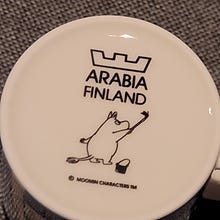 ARABIA
FINLAND
© MOOMIN CHARACTERS TM